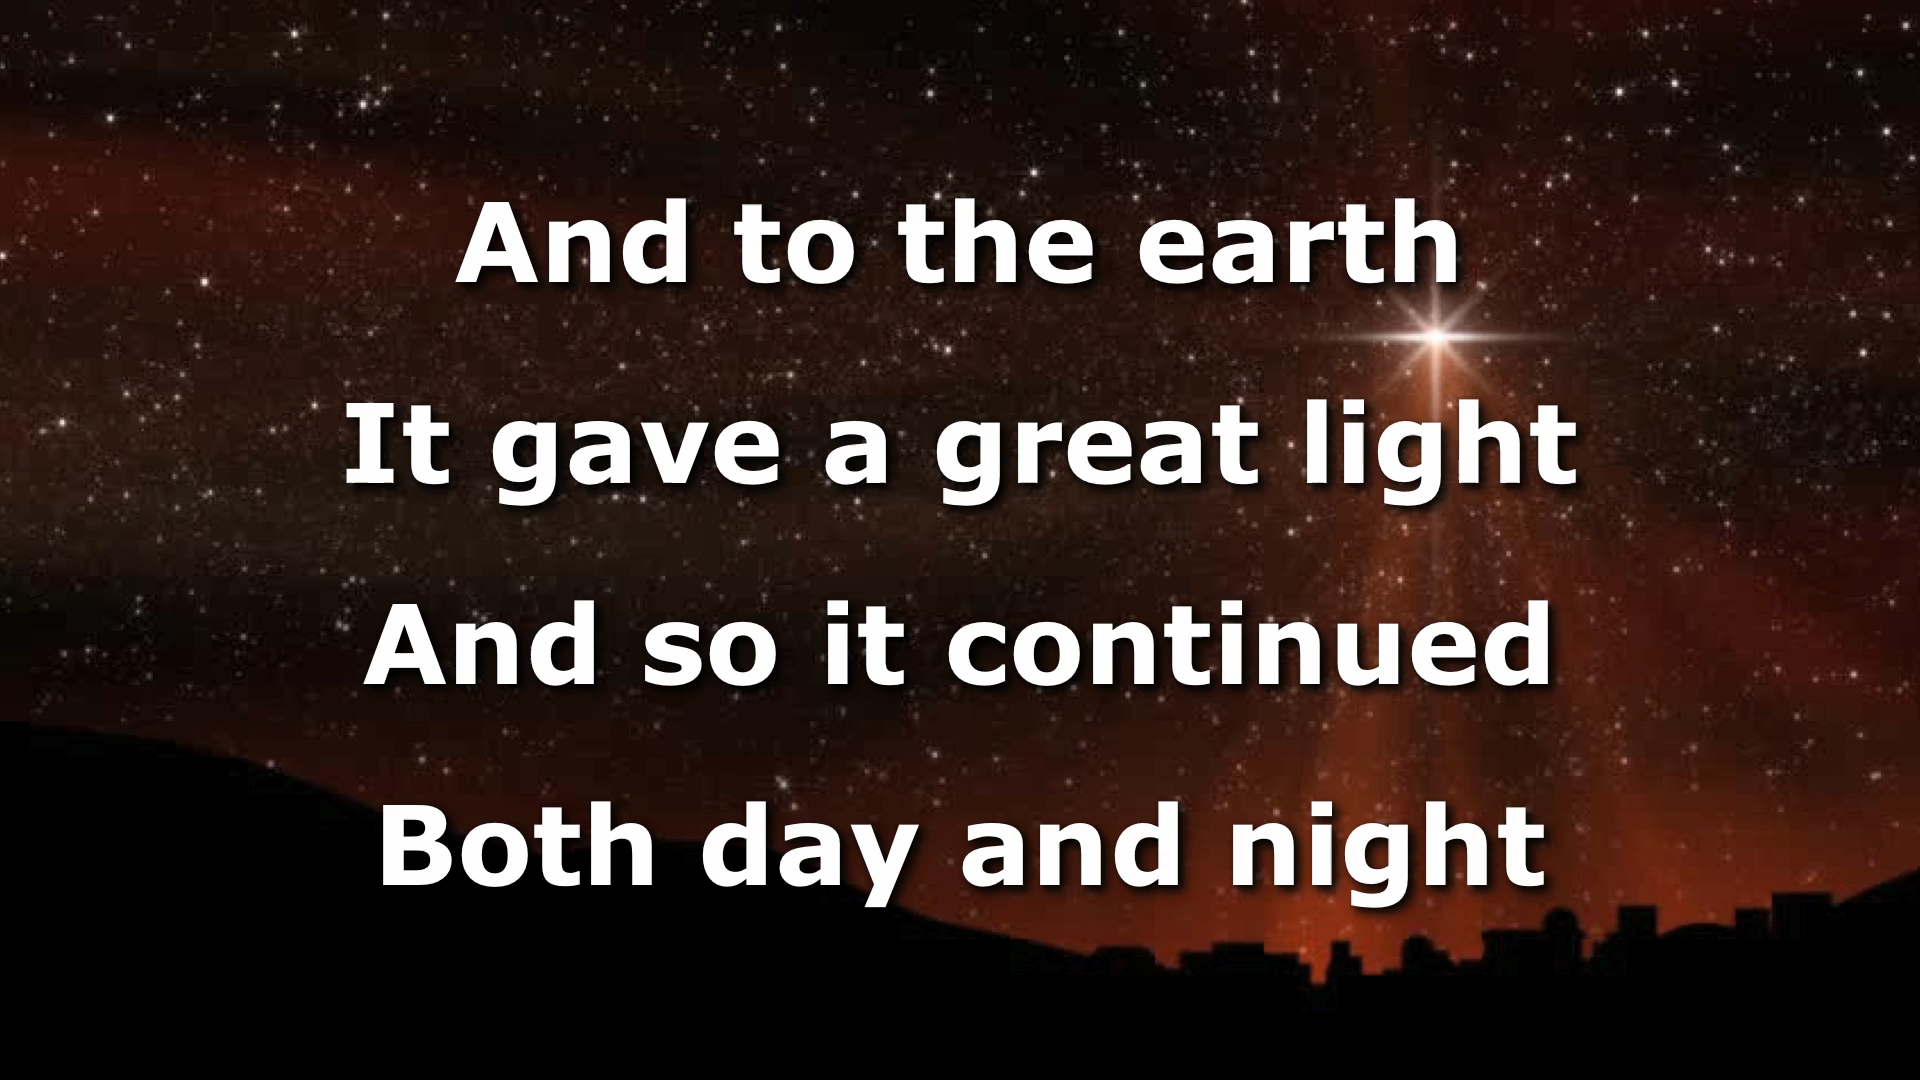 And to the earth
It gave a great light
And so it continued
Both day and night